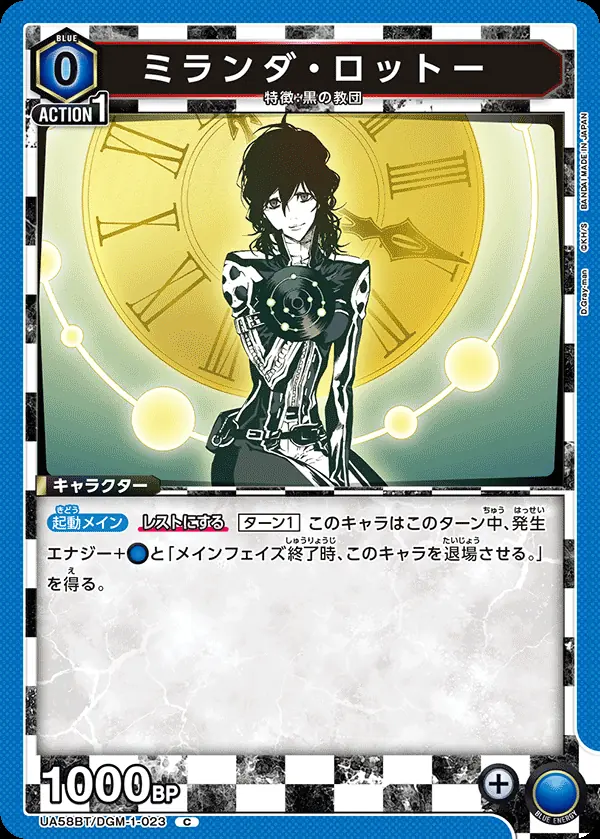 BLUE
0
ACTION 1
ミランダ・ロットー
特徴:黒の教団
D.Gray-man ©KH/S BANDAI MADE IN JAPAN
キャラクター
起動メイン レストにする ターン1 このキャラはこのターン中、発生
エナジー+と「メインフェイズ終了時、このキャラを退場させる。」
を得る。
1000BP
UA58BT/DGM-1-023 C
+
BLUE ENERGY